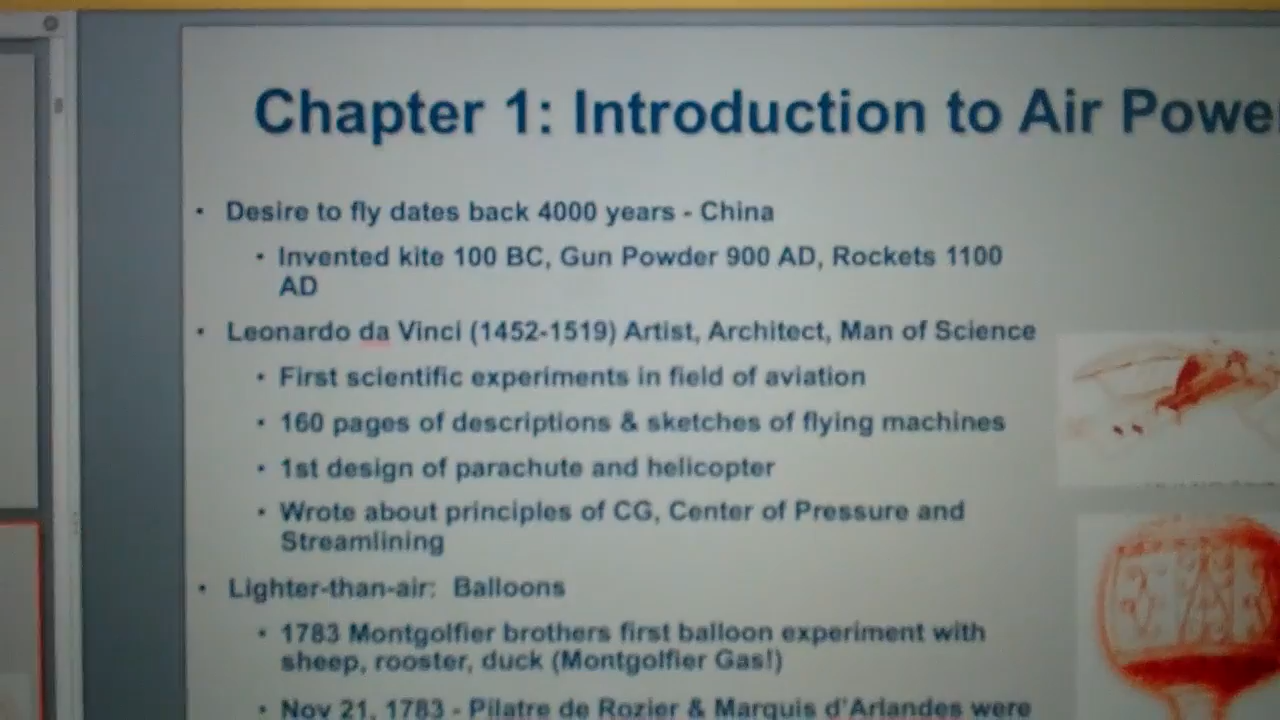 Chapter 1: Introduction to Air Powe
• Desire to fly dates back 4000 years - China
• Invented kite 100 BC, Gun Powder 900 AD, Rockets 1100
AD
• Leonardo da Vinci (1452-1519) Artist, Architect, Man of Science
• First scientific experiments in field of aviation
• 160 pages of descriptions & sketches of flying machines
• 1st design of parachute and helicopter
• Wrote about principles of CG, Center of Pressure and
Streamlining
• Lighter-than-air: Balloons
• 1783 Montgolfier brothers first balloon experiment with
sheep, rooster, duck (Montgolfier Gas!)
• Nov 21, 1783 - Pilatre de Rozier & Marquis d'Arlandes were